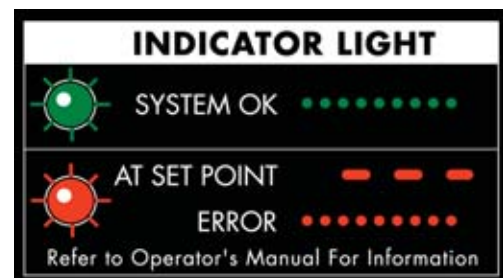 INDICATOR LIGHT
SYSTEM OK
AT SET POINT
ERROR
Refer to Operator's Manual For Information